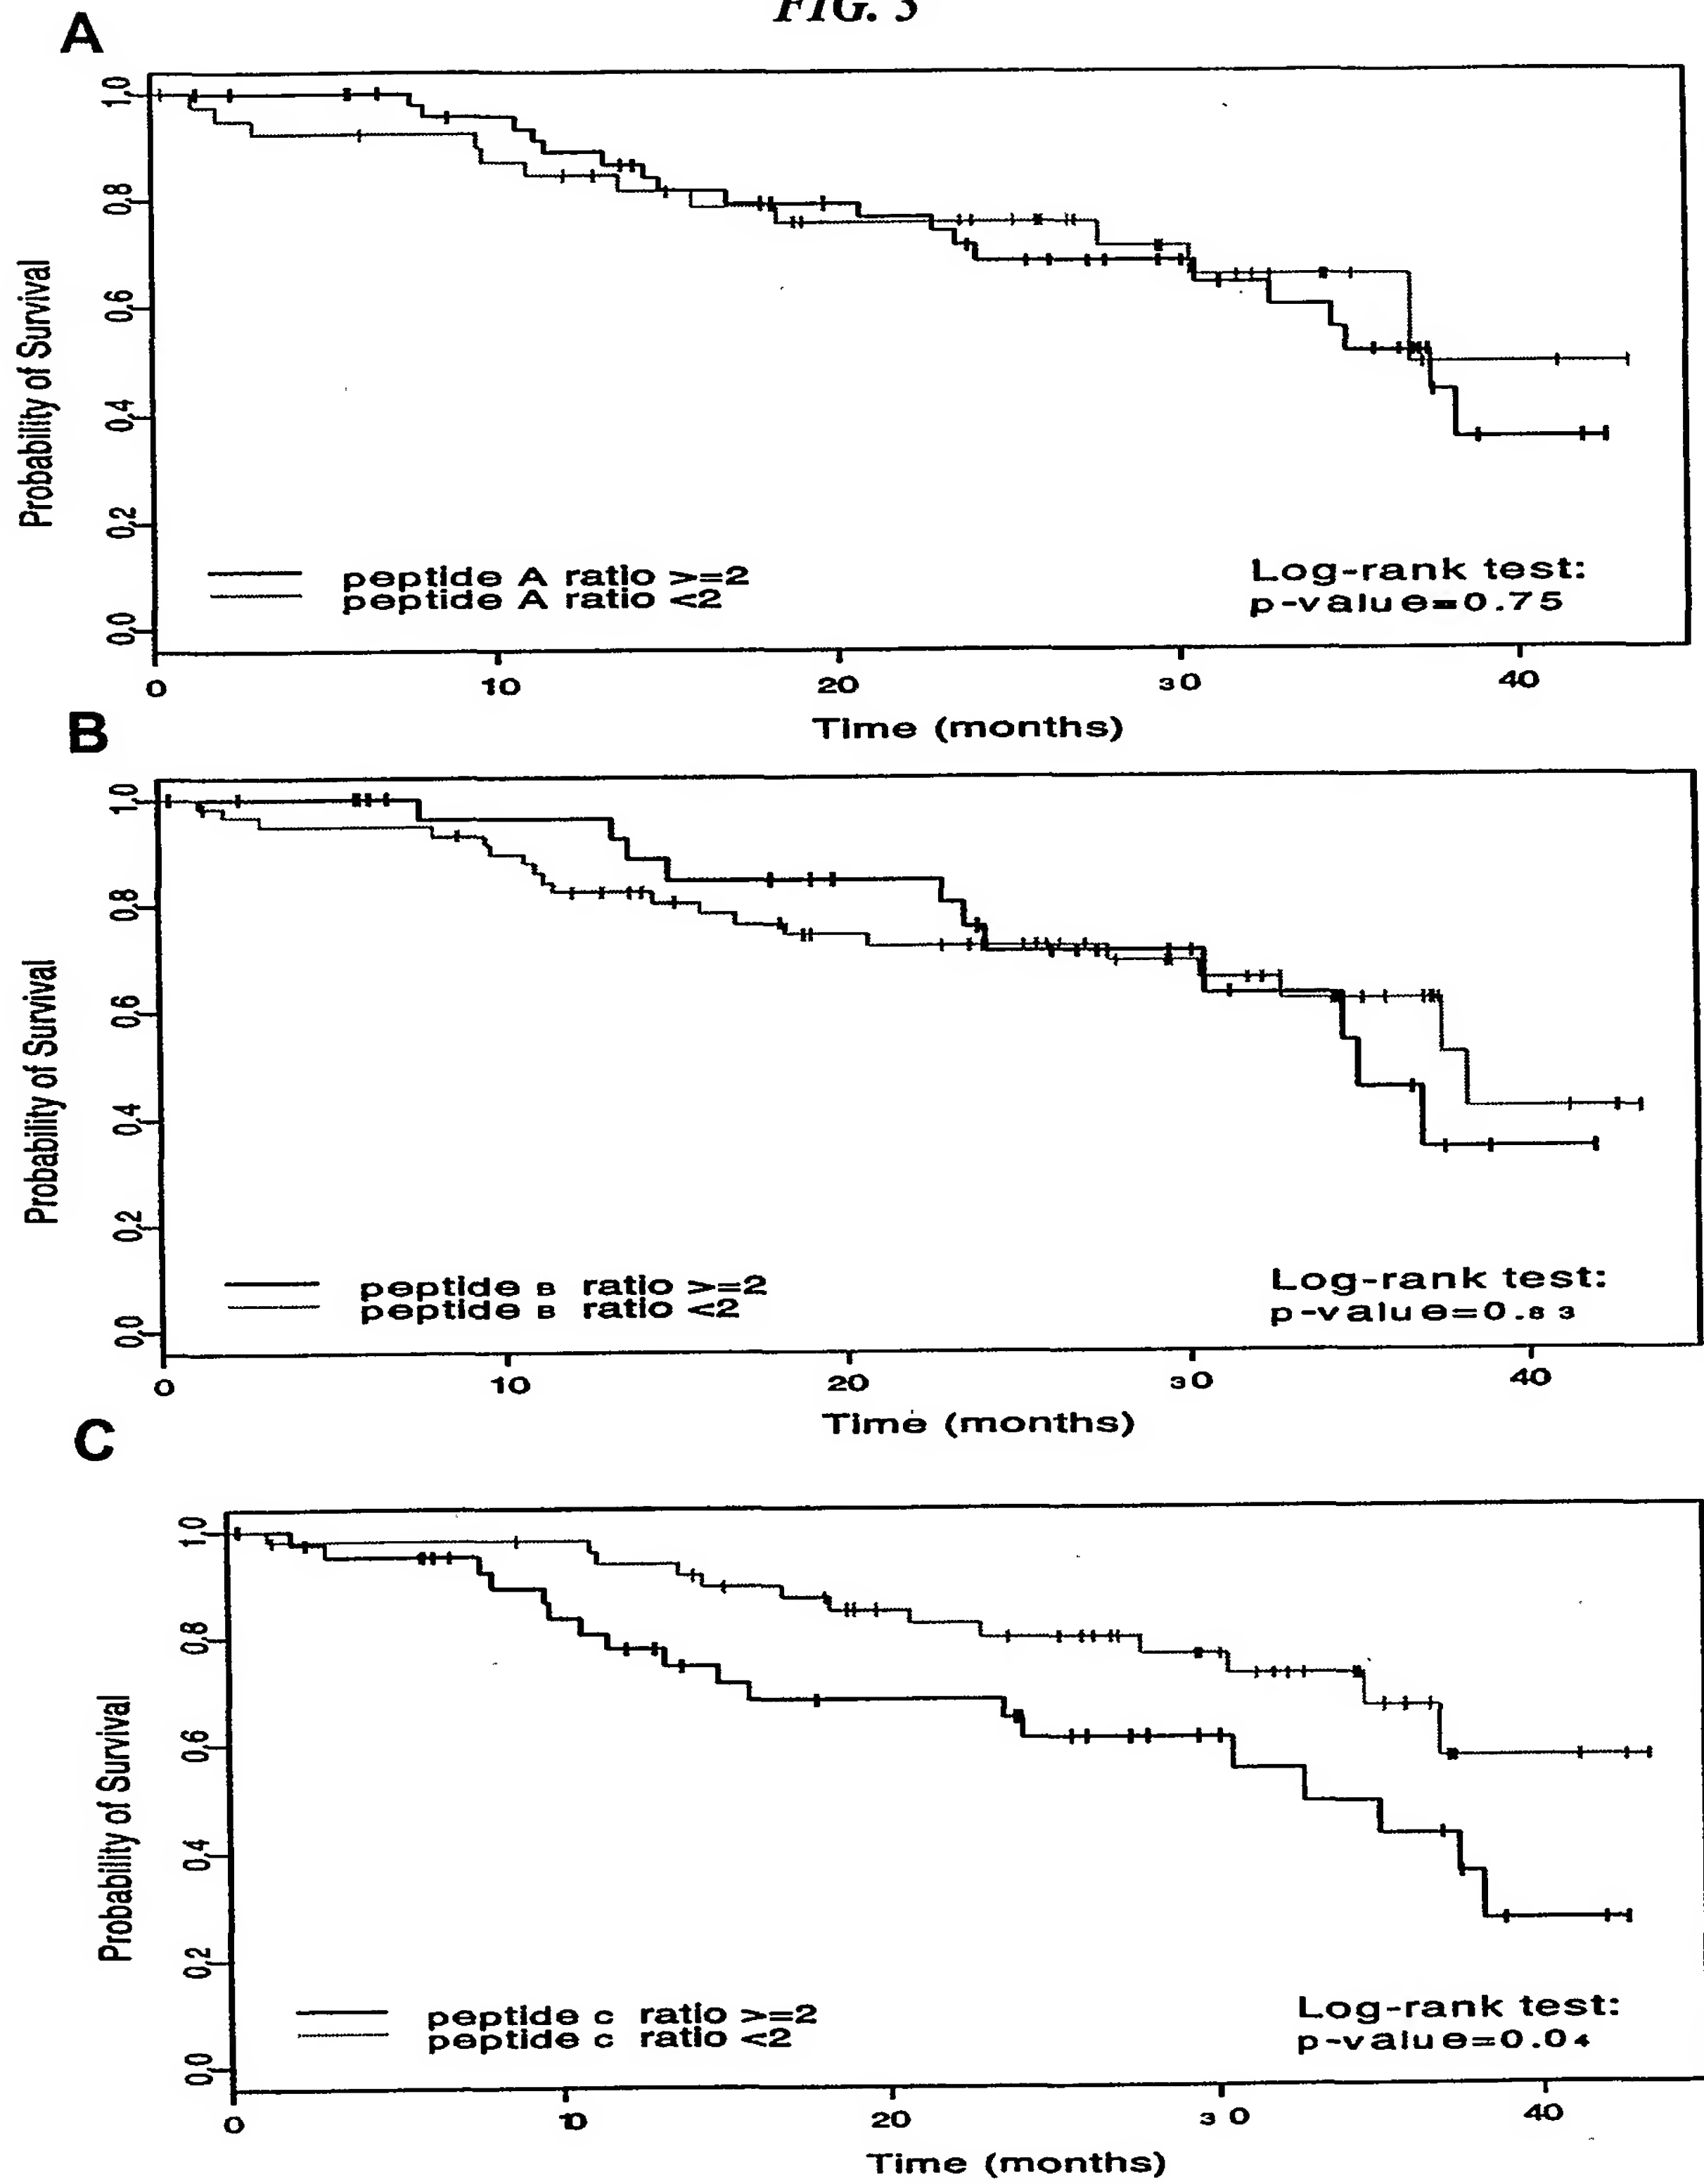 FIG. 3
A
1.0
0.8
0.6
0.4
0.2
0.0
Probability of Survival
peptide A ratio >=2
peptide A ratio <2
Log-rank test:
p-value=0.75
0 10 20 30 40
Time (months)
B
1.0
0.8
0.6
0.4
0.2
0.0
Probability of Survival
peptide B ratio >=2
peptide B ratio <2
Log-rank test:
p-value=0.83
0 10 20 30 40
Time (months)
C
1.0
0.8
0.6
0.4
0.2
0.0
Probability of Survival
peptide C ratio >=2
peptide C ratio <2
Log-rank test:
p-value=0.04
0 10 20 30 40
Time (months)